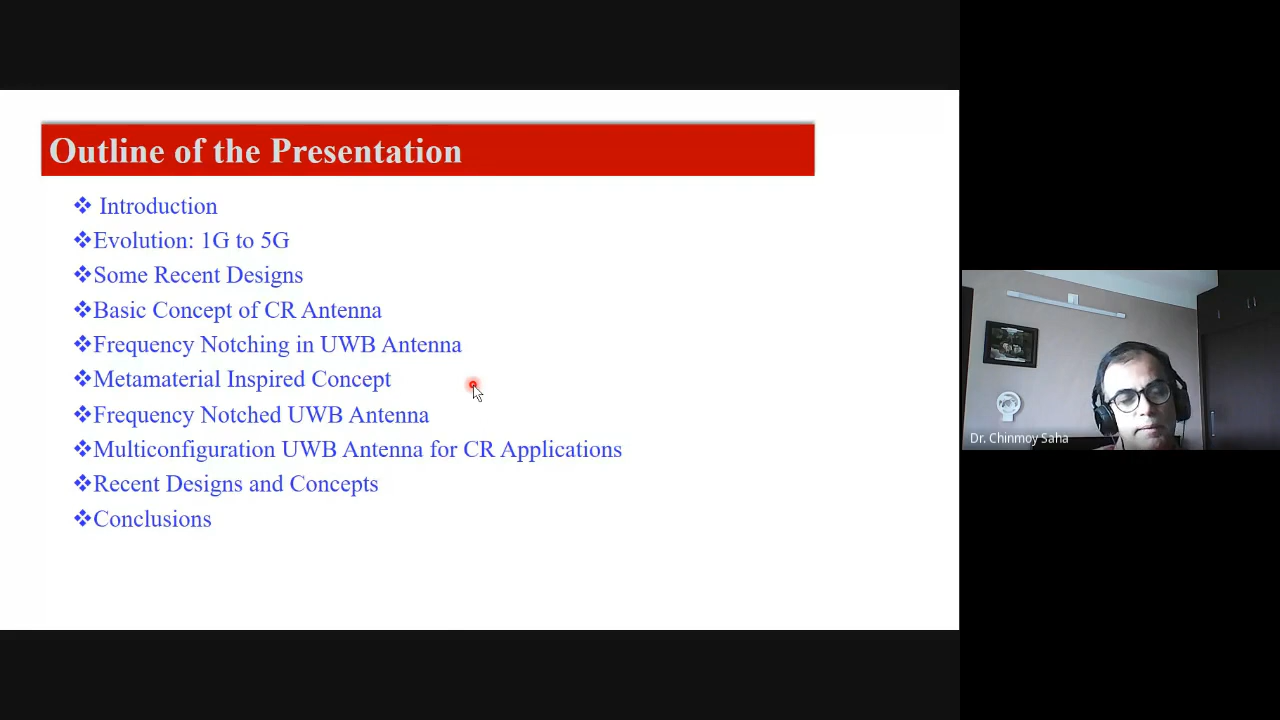 Outline of the Presentation
❖ Introduction
❖Evolution: 1G to 5G
❖Some Recent Designs
❖Basic Concept of CR Antenna
❖Frequency Notching in UWB Antenna
❖Metamaterial Inspired Concept
❖Frequency Notched UWB Antenna
❖Multiconfiguration UWB Antenna for CR Applications
❖Recent Designs and Concepts
❖Conclusions
Dr. Chinmoy Saha